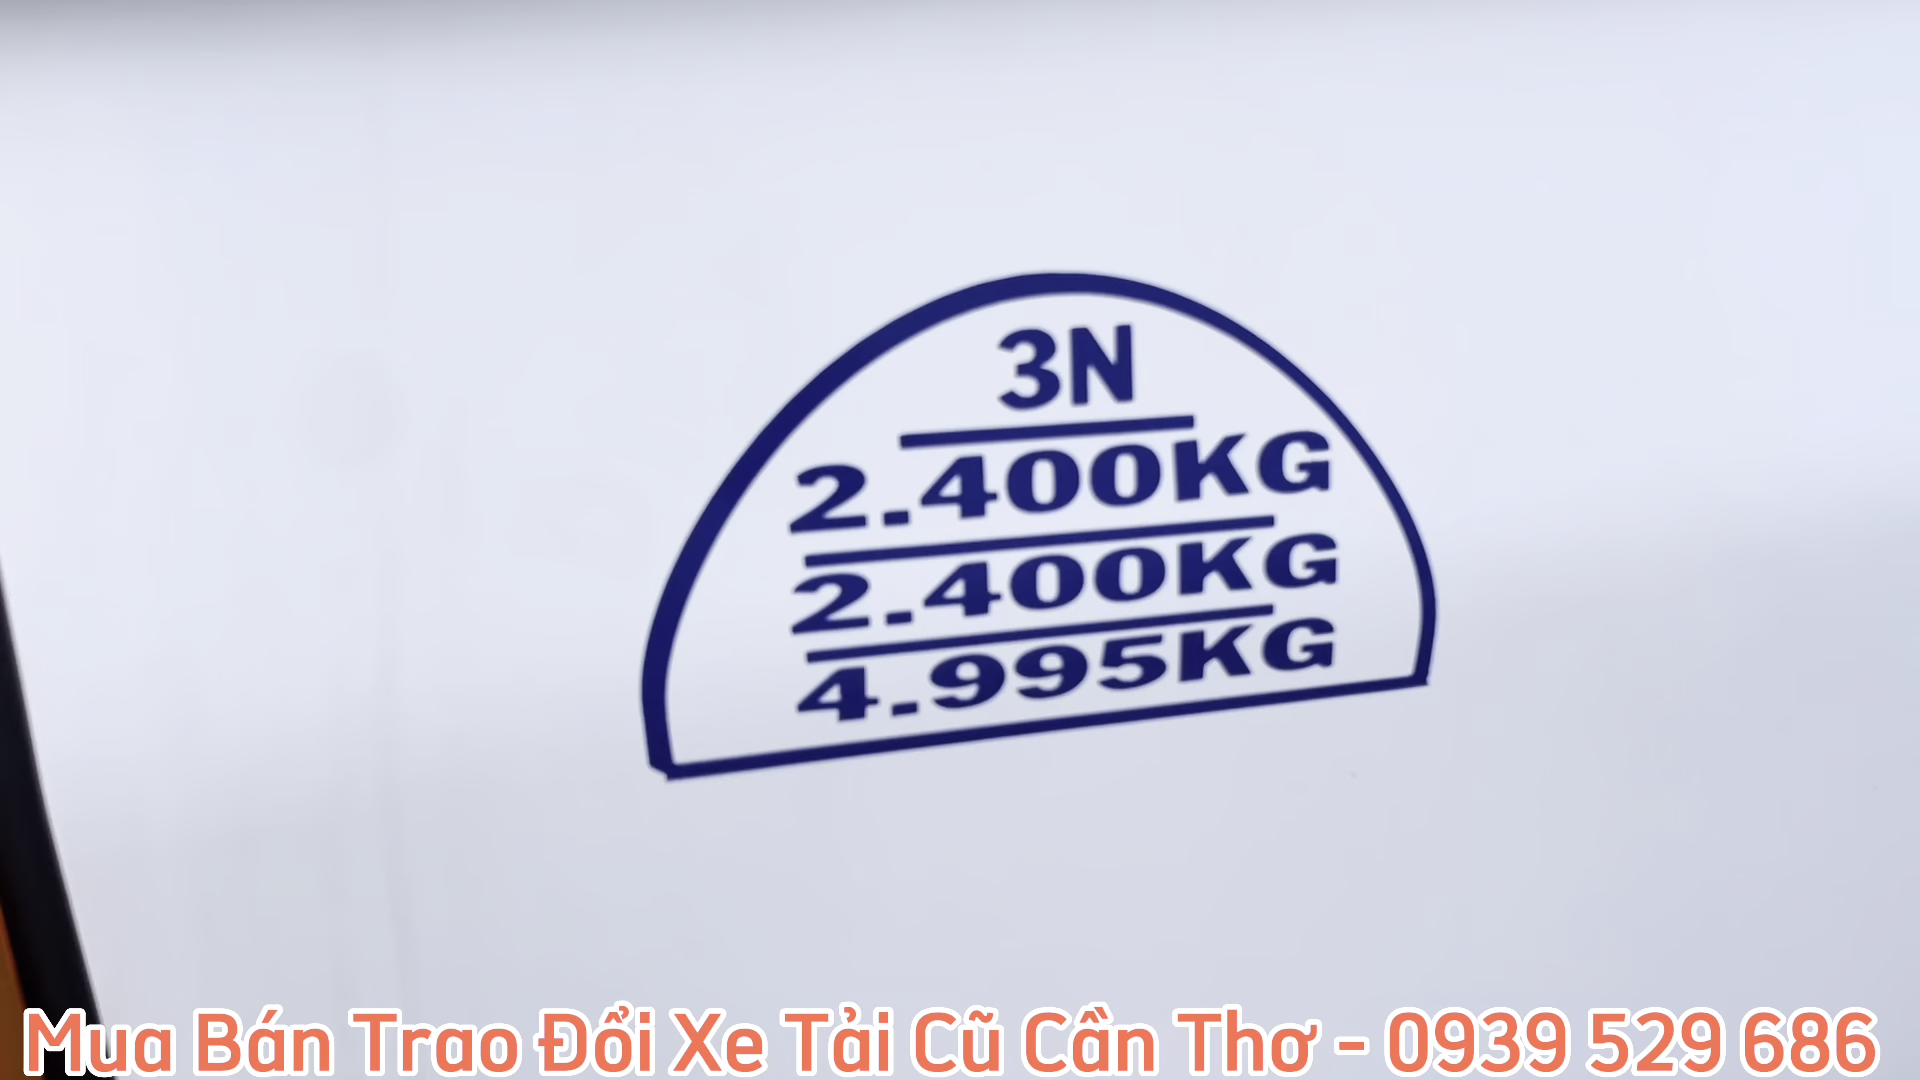 3N
2.400KG
2.400KG
4.995KG
Mua Bán Trao Đổi Xe Tải Cũ Cần Thơ - 0939 529 686